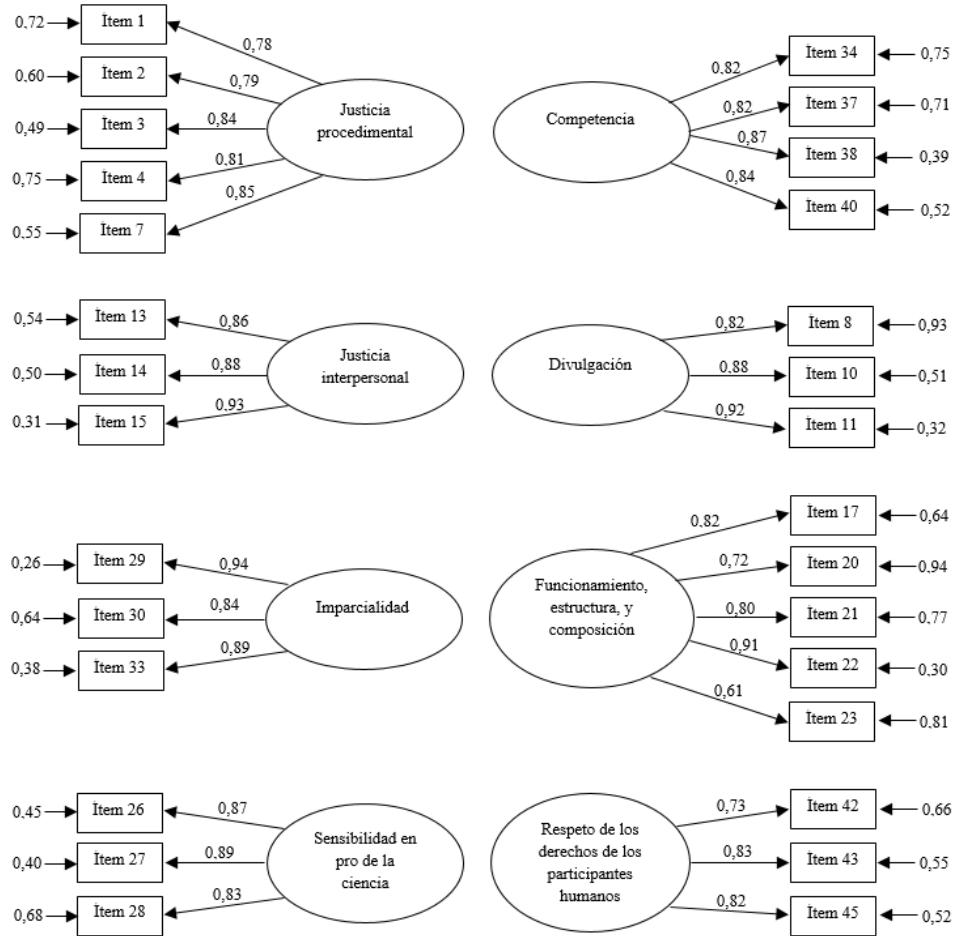 0,72
Ítem 1
0,78
0,60
Ítem 2
0,79
0,49
Ítem 3
0,84
0,75
Ítem 4
0,81
0,55
Ítem 7
0,85
Justicia
procedimental
Competencia
0,82
Ítem 34
0,75
0,82
Ítem 37
0,71
0,87
Ítem 38
0,39
0,84
Ítem 40
0,52
0,54
Ítem 13
0,86
0,50
Ítem 14
0,88
0,31
Ítem 15
0,93
Justicia
interpersonal
Divulgación
0,82
Ítem 8
0,93
0,88
Ítem 10
0,51
0,92
Ítem 11
0,32
0,26
Ítem 29
0,94
0,64
Ítem 30
0,84
0,38
Ítem 33
0,89
Imparcialidad
Funcionamiento,
estructura, y
composición
0,82
Ítem 17
0,64
0,72
Ítem 20
0,94
0,80
Ítem 21
0,77
0,91
Ítem 22
0,30
0,61
Ítem 23
0,81
0,45
Ítem 26
0,87
0,40
Ítem 27
0,89
0,68
Ítem 28
0,83
Sensibilidad en
pro de la
ciencia
Respeto de los
derechos de los
participantes
humanos
0,73
Ítem 42
0,66
0,83
Ítem 43
0,55
0,82
Ítem 45
0,52